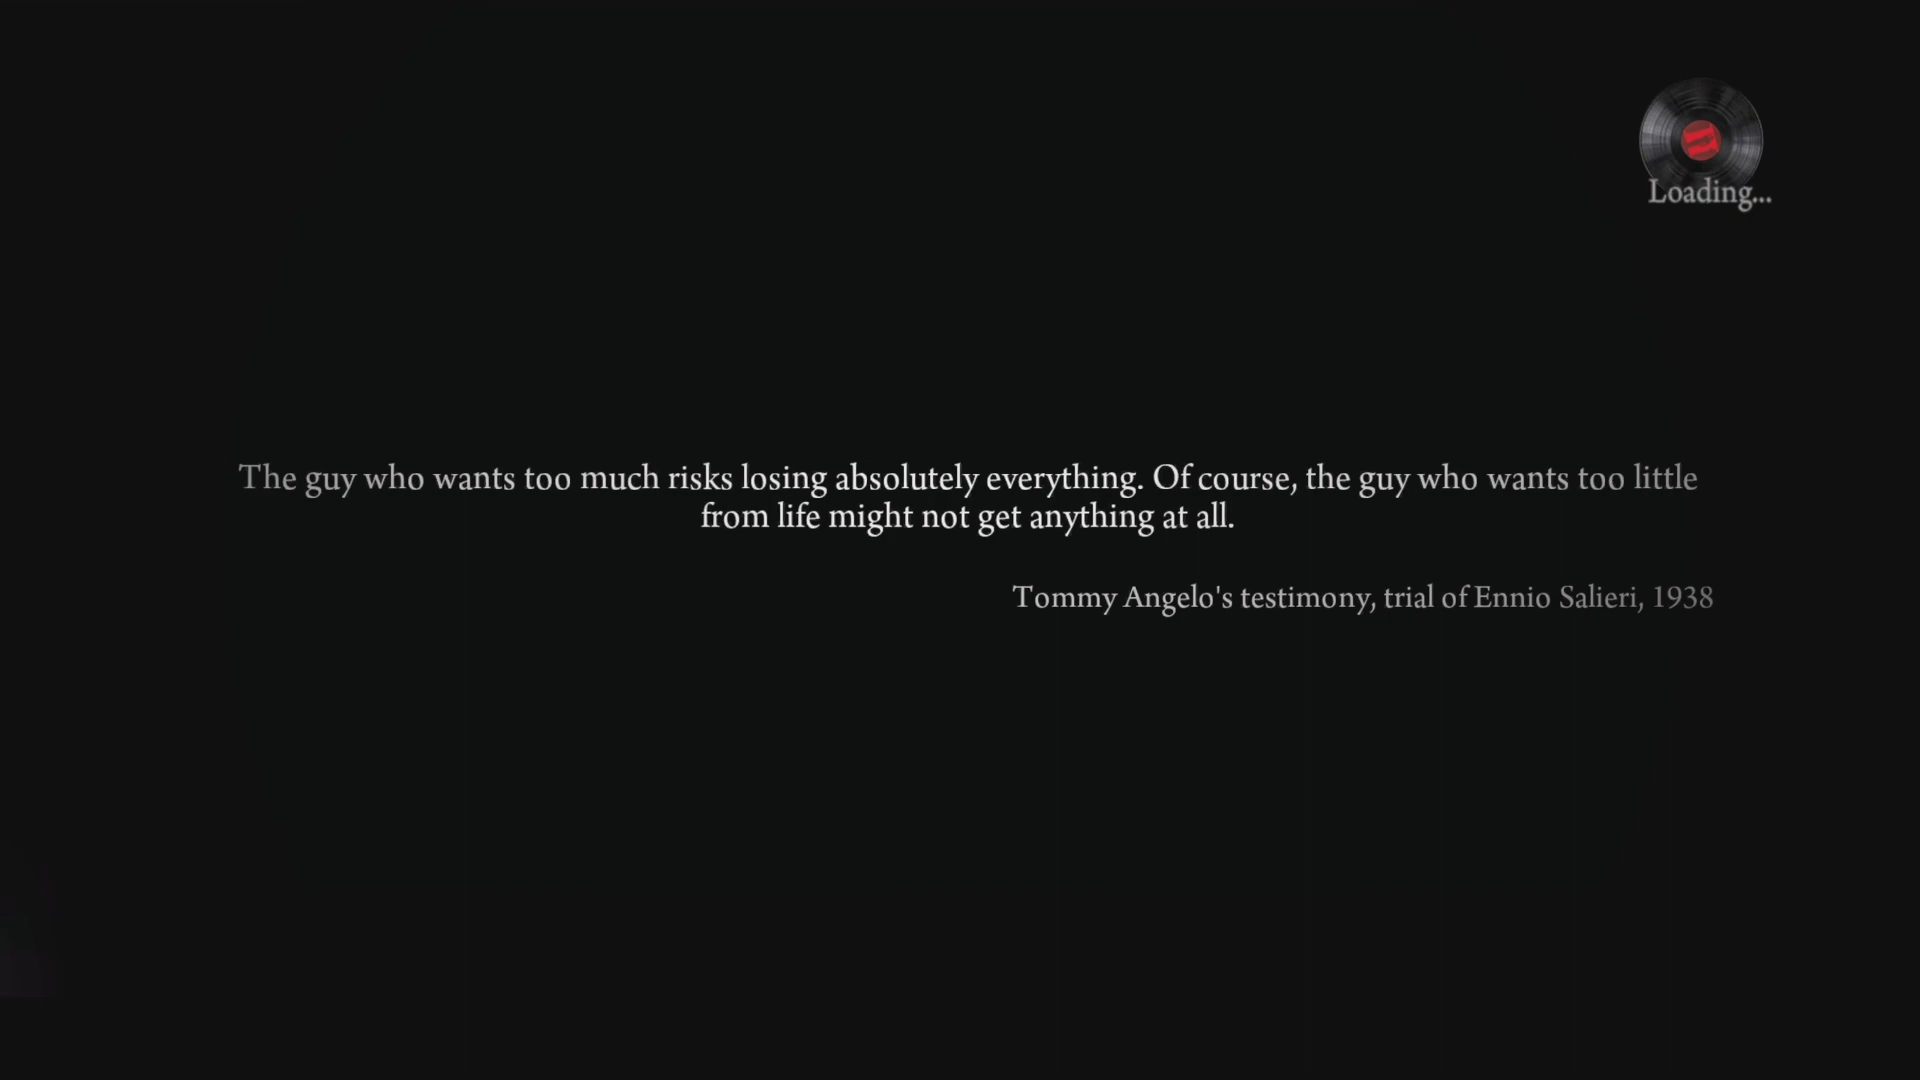 Loading...
The guy who wants too much risks losing absolutely everything. Of course, the guy who wants too little
from life might not get anything at all.
Tommy Angelo's testimony, trial of Ennio Salieri, 1938